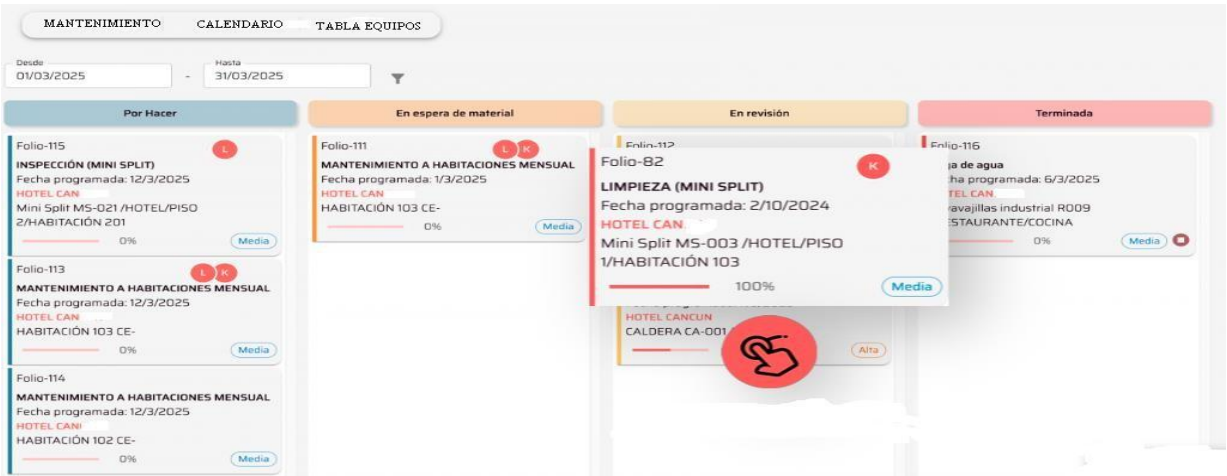 MANTENIMIENTO CALENDARIO TABLA EQUIPOS
Desde Hasta
01/03/2025 - 31/03/2025
Por Hacer
Folio-115
L
INSPECCIÓN (MINI SPLIT)
Fecha programada: 12/3/2025
HOTEL CAN
Mini Split MS-021 /HOTEL/PISO
2/HABITACIÓN 201
0% Media
Folio-113
L K
MANTENIMIENTO A HABITACIONES MENSUAL
Fecha programada: 12/3/2025
HOTEL CAN
HABITACIÓN 103 CE-
0% Media
Folio-114
MANTENIMIENTO A HABITACIONES MENSUAL
Fecha programada: 12/3/2025
HOTEL CAN
HABITACIÓN 102 CE-
0% Media
En espera de material
Folio-111
L K
MANTENIMIENTO A HABITACIONES MENSUAL
Fecha programada: 1/3/2025
HOTEL CAN
HABITACIÓN 103 CE-
0% Media
En revisión
Folio-112
Folio-82
K
LIMPIEZA (MINI SPLIT)
Fecha programada: 2/10/2024
HOTEL CAN
Mini Split MS-003 /HOTEL/PISO
1/HABITACIÓN 103
100% Media
HOTEL CANCUN
CALDERA CA-001
Alta
Terminada
Folio-116
de agua
programada: 6/3/2025
CAN
industrial R009
0% Media